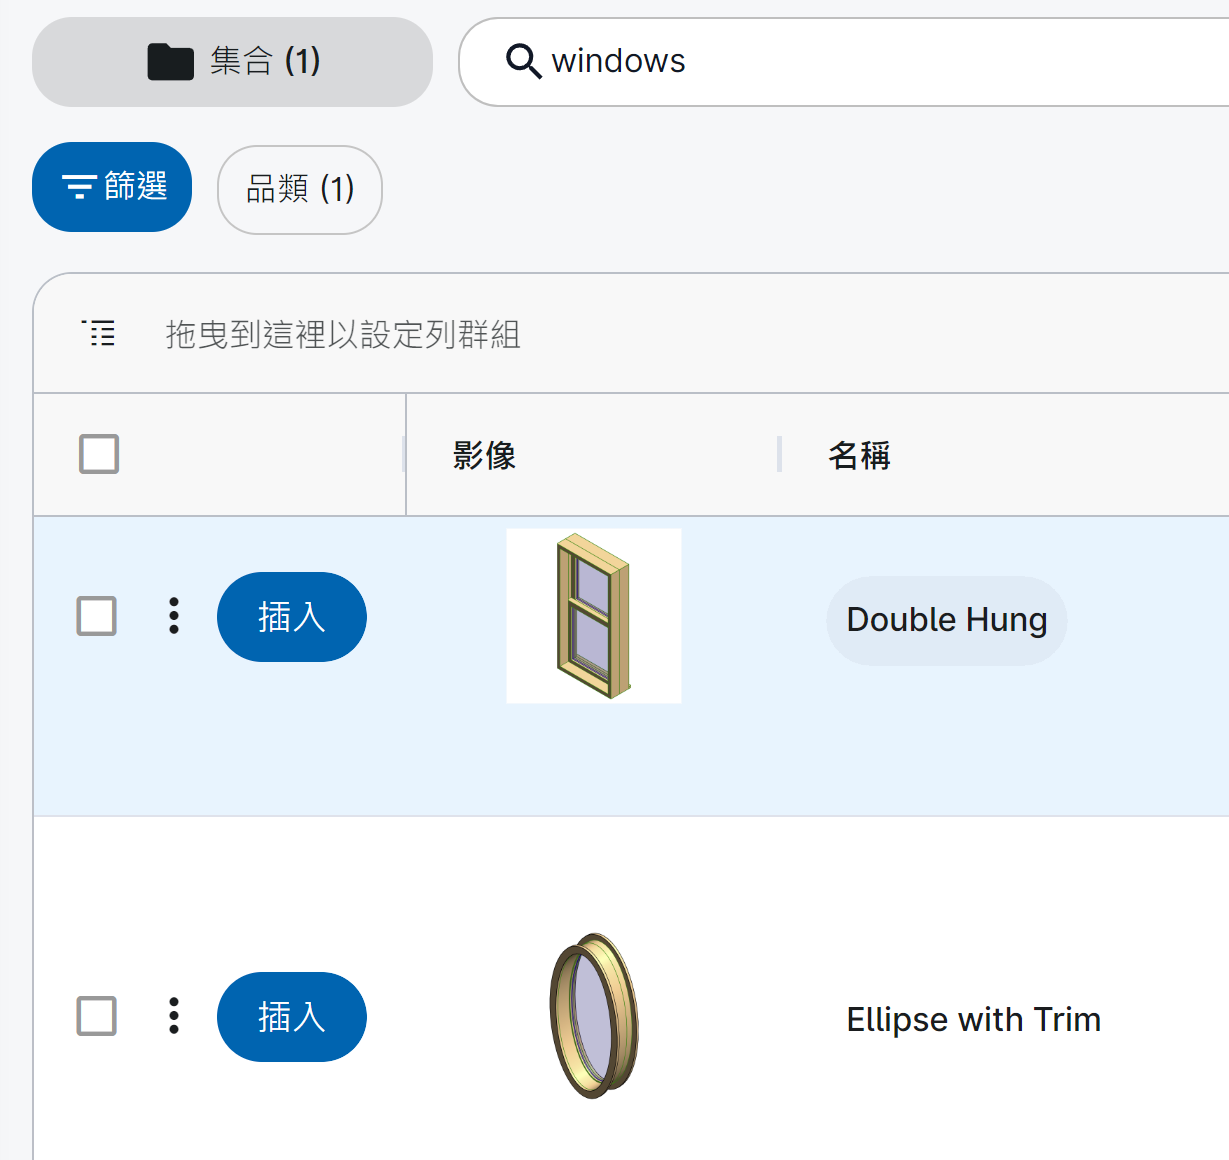 集合 (1)
windows
篩選
品類 (1)
拖曳到這裡以設定列群組
影像
名稱
插入
Double Hung
插入
Ellipse with Trim